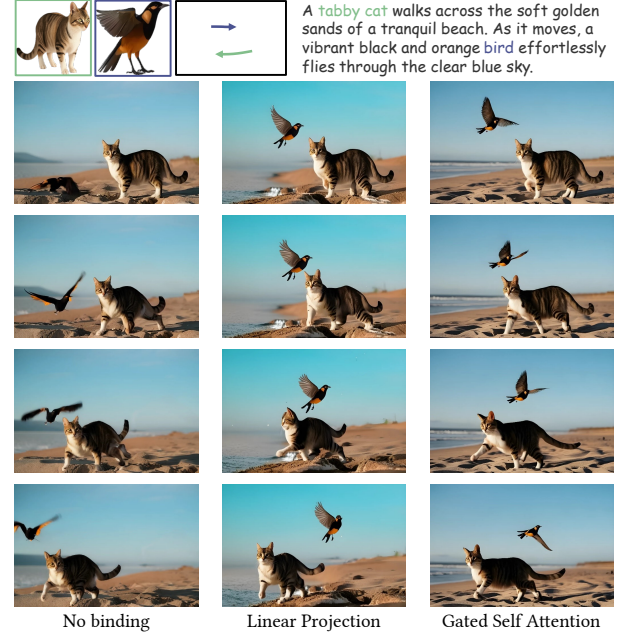 A tabby cat walks across the soft golden
sands of a tranquil beach. As it moves, a
vibrant black and orange bird effortlessly
flies through the clear blue sky.
No binding
Linear Projection
Gated Self Attention